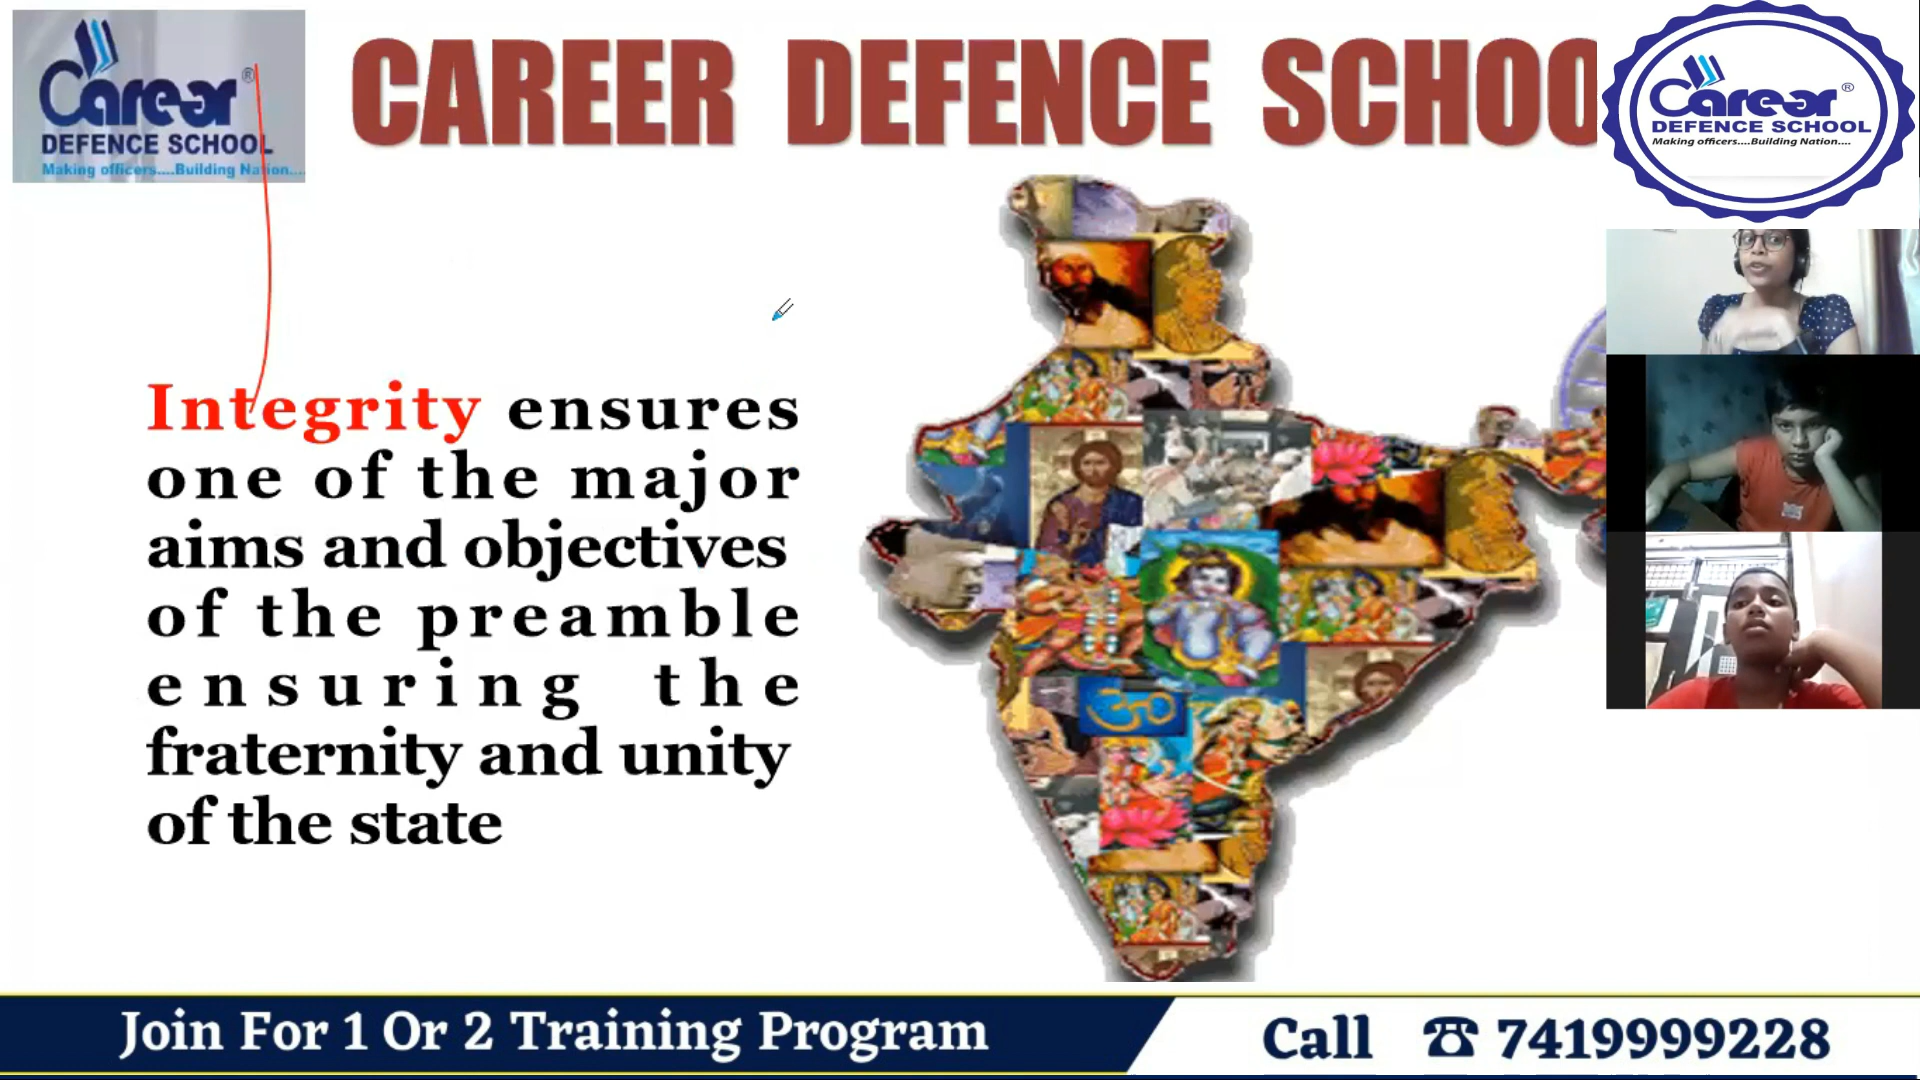 Career®
DEFENCE SCHOOL
Making officers....Building Nation....
CAREER DEFENCE SCHOO
Career®
DEFENCE SCHOOL
Making officers....Building Nation....
Integrity ensures
one of the major
aims and objectives
of the preamble
ensuring the
fraternity and unity
of the state
ॐ
Join For 1 Or 2 Training Program
Call ☎ 7419999228